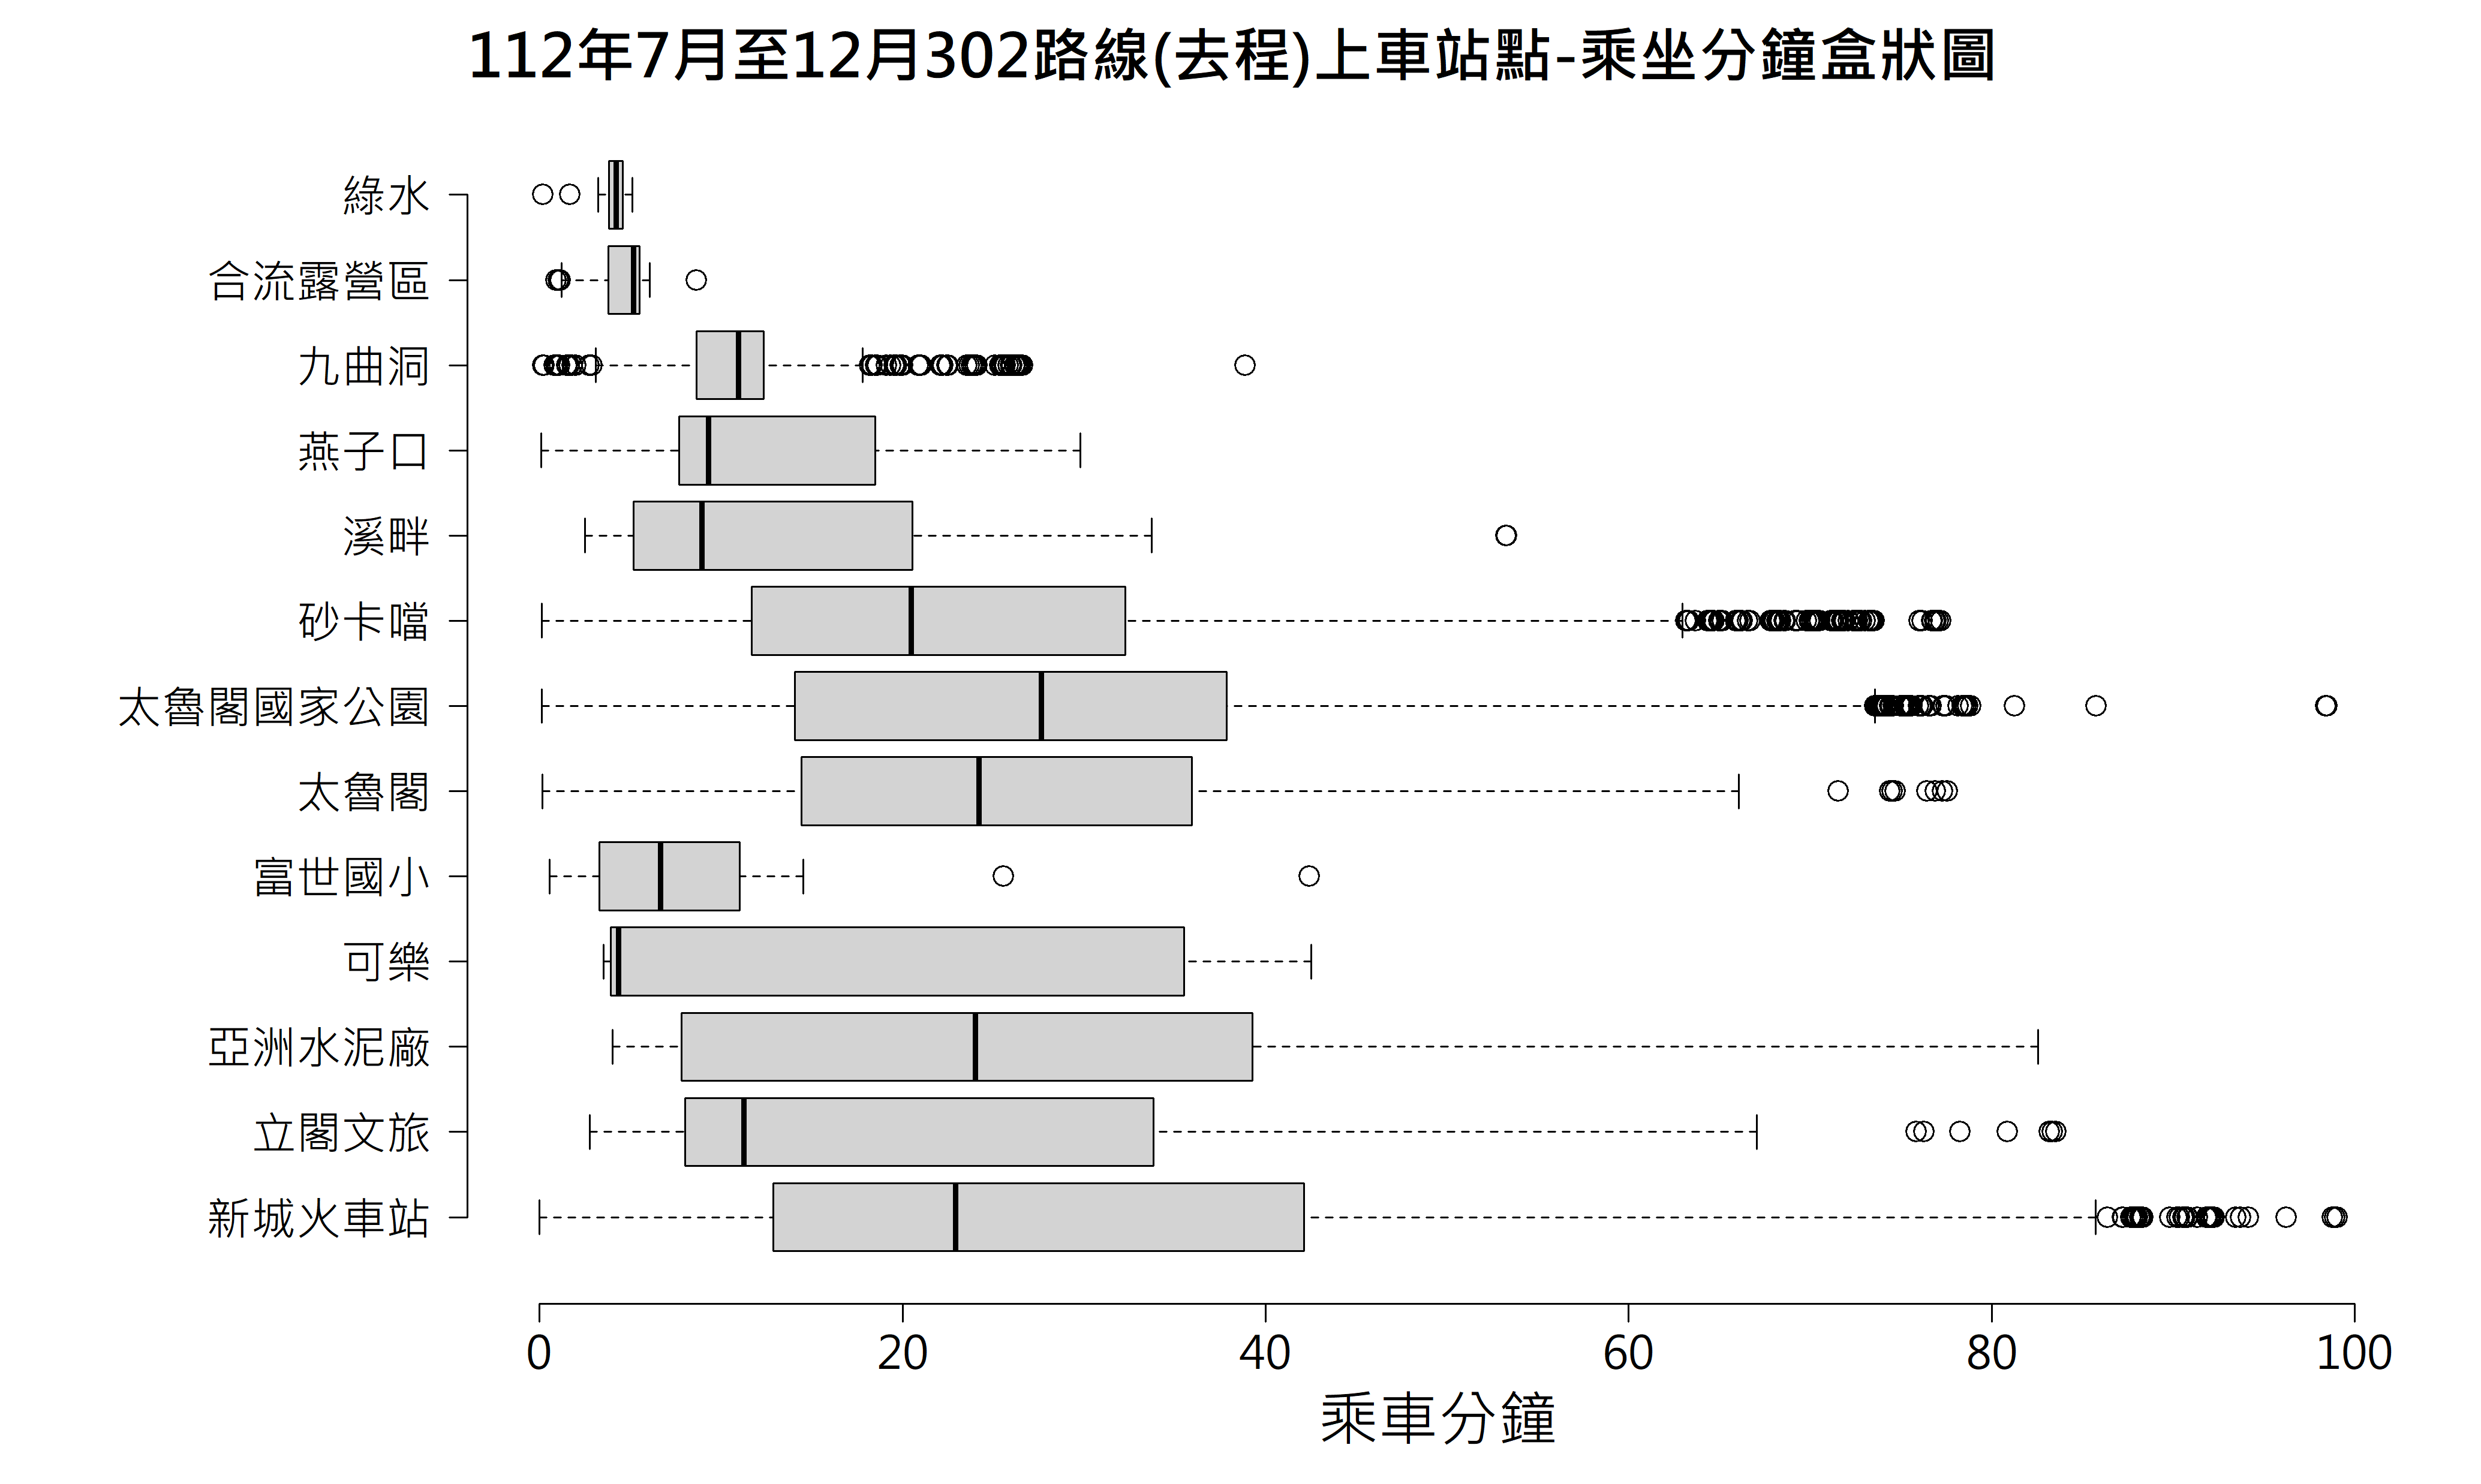 112年7月至12月302路線(去程)上車站點-乘坐分鐘盒狀圖
綠水
合流露營區
九曲洞
燕子口
溪畔
砂卡噹
太魯閣國家公園
太魯閣
富世國小
可樂
亞洲水泥廠
立閣文旅
新城火車站
0 20 40 60 80 100
乘車分鐘